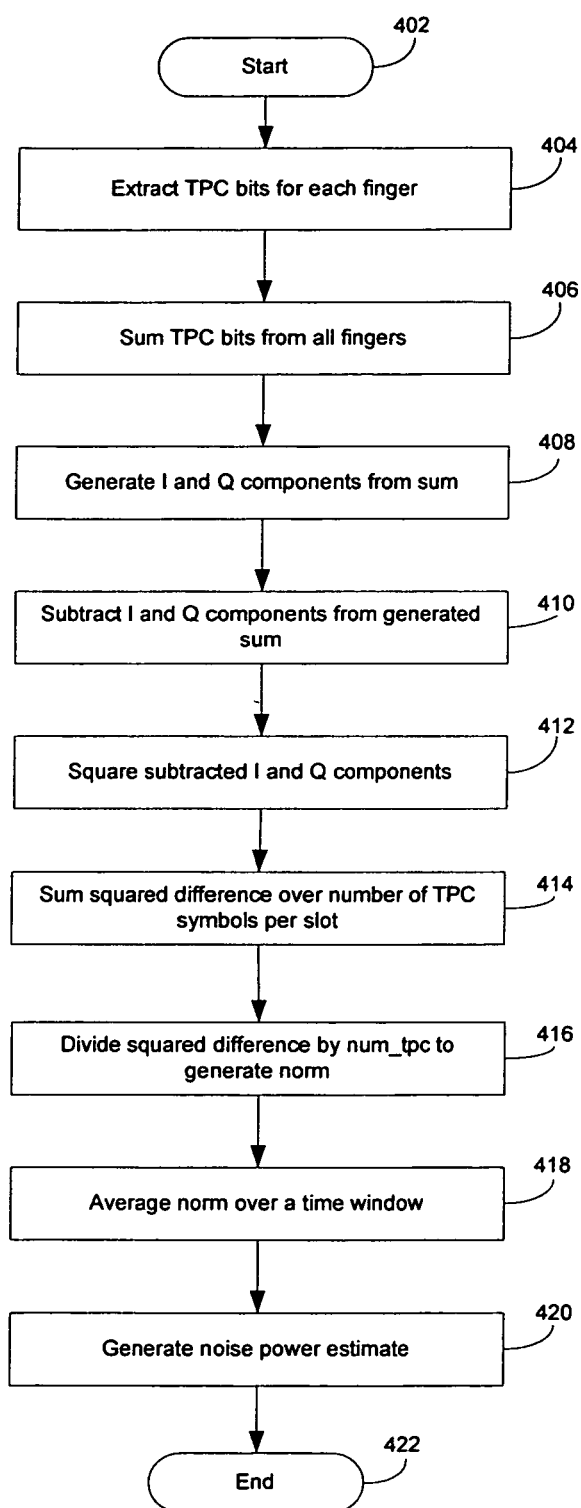 402
Start
404
Extract TPC bits for each finger
406
Sum TPC bits from all fingers
408
Generate I and Q components from sum
410
Subtract I and Q components from generated
sum
412
Square subtracted I and Q components
414
Sum squared difference over number of TPC
symbols per slot
416
Divide squared difference by num_tpc to
generate norm
418
Average norm over a time window
420
Generate noise power estimate
422
End